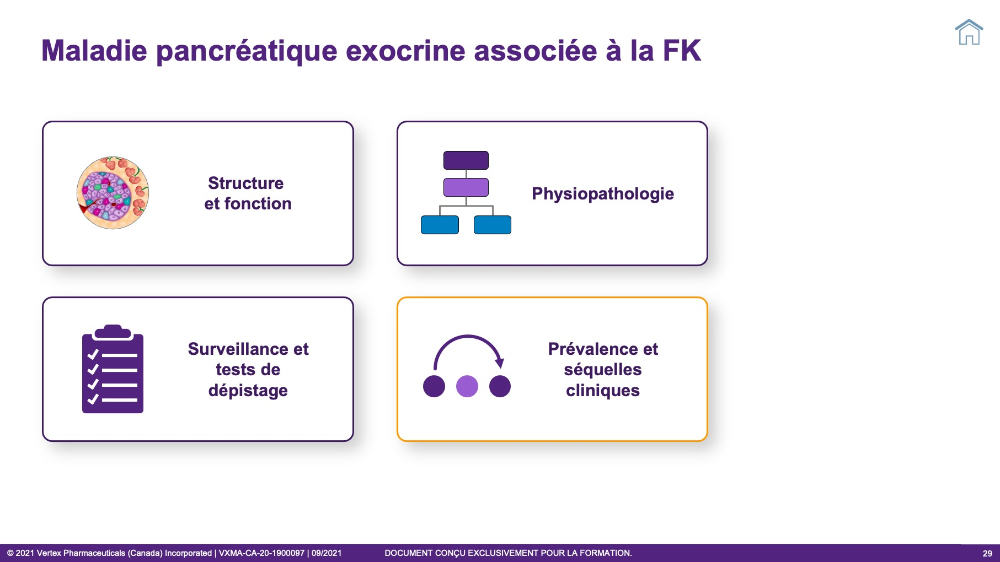 Maladie pancréatique exocrine associée à la FK
Structure
et fonction
Physiopathologie
Surveillance et
tests de
dépistage
Prévalence et
séquelles
cliniques
© 2021 Vertex Pharmaceuticals (Canada) Incorporated | VXMA-CA-20-1900097 | 09/2021
DOCUMENT CONÇU EXCLUSIVEMENT POUR LA FORMATION.
29